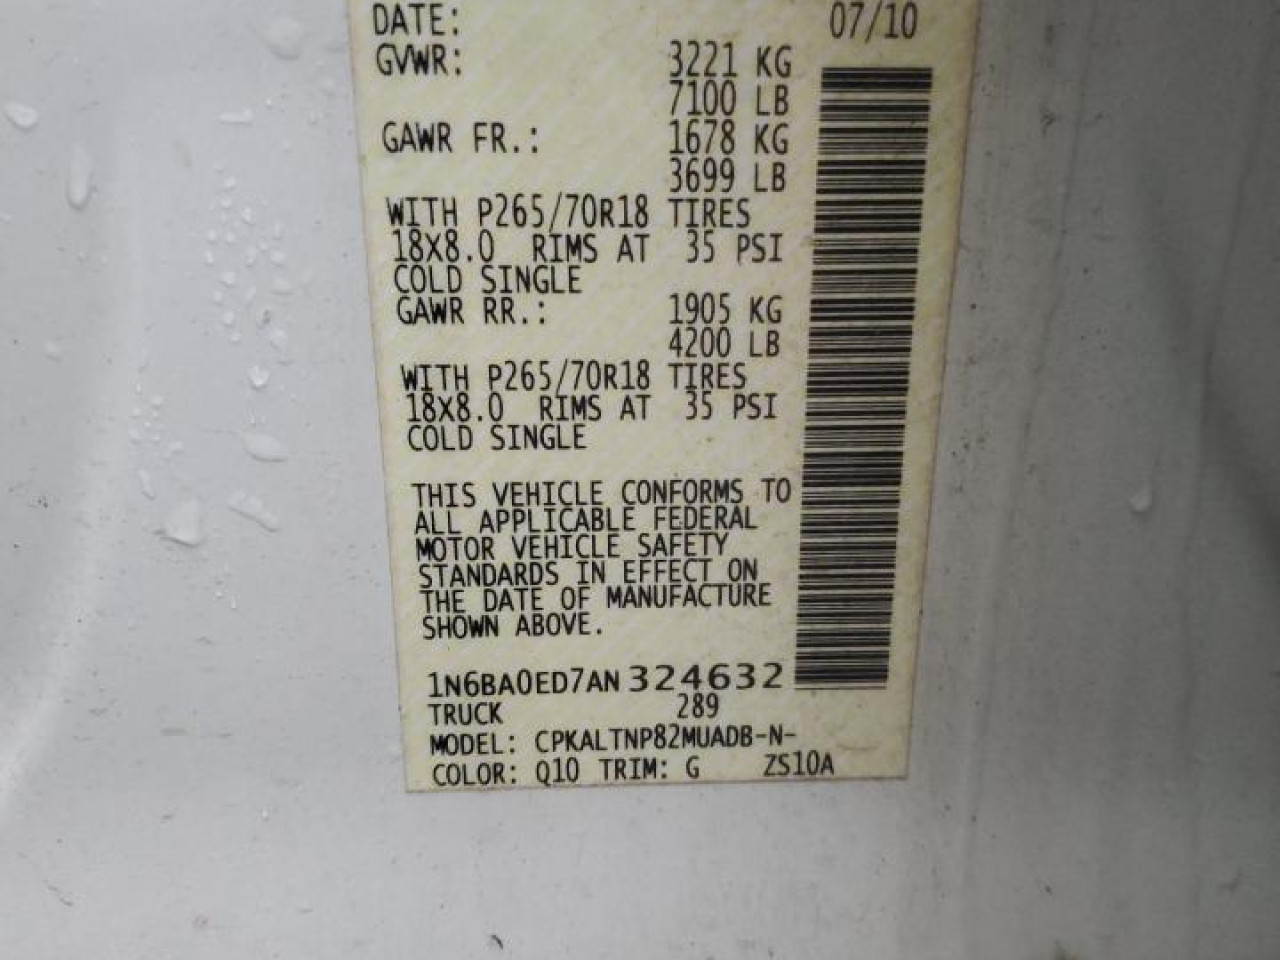 DATE: 07/10
GVWR: 3221 KG
7100 LB
GAWR FR.: 1678 KG
3699 LB
WITH P265/70R18 TIRES
18X8.0 RIMS AT 35 PSI
COLD SINGLE
GAWR RR.: 1905 KG
4200 LB
WITH P265/70R18 TIRES
18X8.0 RIMS AT 35 PSI
COLD SINGLE
THIS VEHICLE CONFORMS TO
ALL APPLICABLE FEDERAL
MOTOR VEHICLE SAFETY
STANDARDS IN EFFECT ON
THE DATE OF MANUFACTURE
SHOWN ABOVE.
1N6BA0ED7AN324632
TRUCK 289
MODEL: CPKALTNP82MUADB-N-
COLOR: Q10 TRIM: G ZS10A